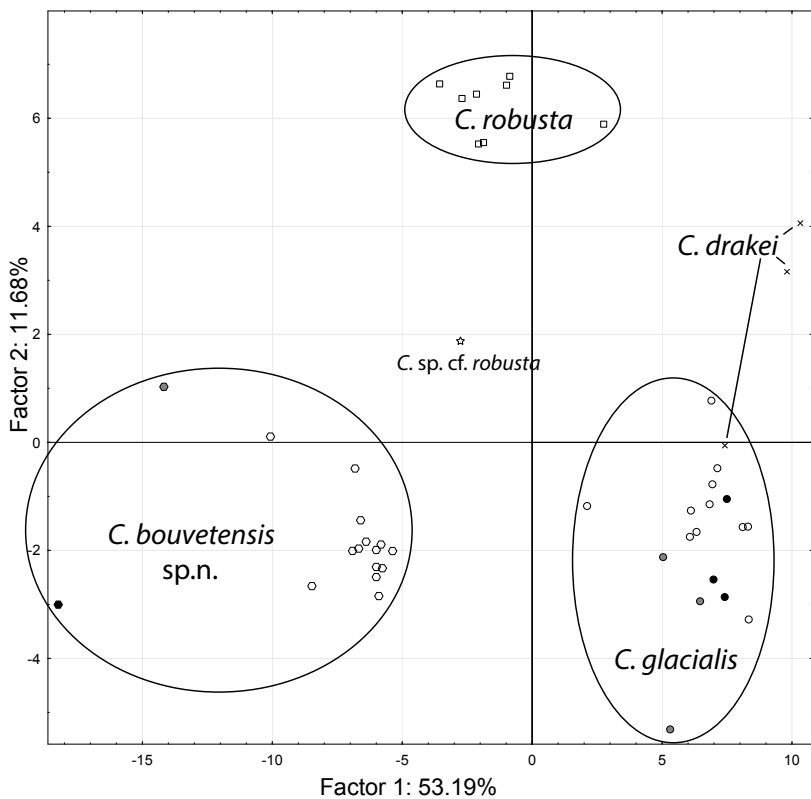 C. robusta
6
4
C. drakei
2
C. sp. cf. robusta
Factor 2: 11.68%
0
C. bouvetensis
sp.n.
-2
-4
C. glacialis
-15
-10
-5
0
5
10
Factor 1: 53.19%